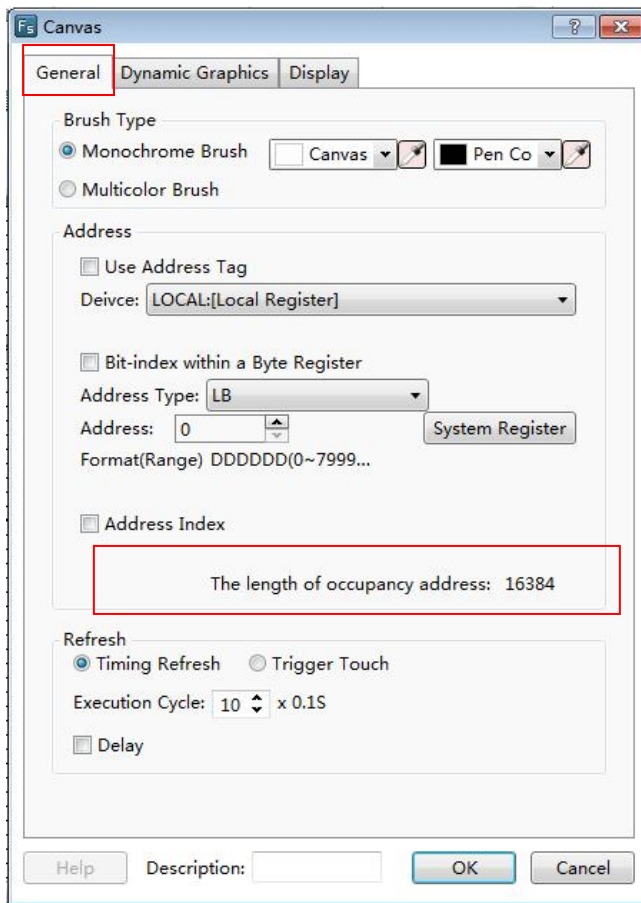 Fs Canvas
General Dynamic Graphics Display
Brush Type
Monochrome Brush Canvas Pen Co
Multicolor Brush
Address
Use Address Tag
Deivce: LOCAL:[Local Register]
Bit-index within a Byte Register
Address Type: LB
Address: 0 System Register
Format(Range) DDDDDD(0~7999...
Address Index
The length of occupancy address: 16384
Refresh
Timing Refresh Trigger Touch
Execution Cycle: 10 x 0.1S
Delay
Help Description: OK Cancel